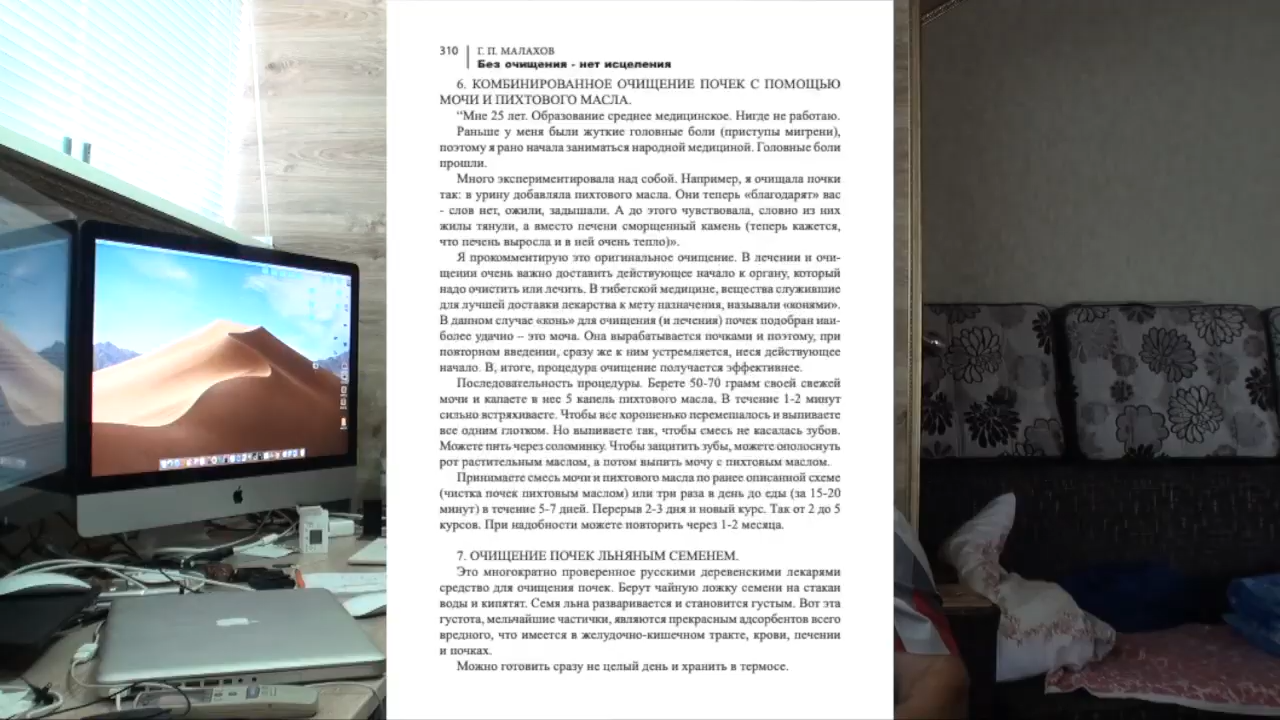 310
Г. П. МАЛАХОВ
Без очищения - нет исцеления
6. КОМБИНИРОВАННОЕ ОЧИЩЕНИЕ ПОЧЕК С ПОМОЩЬЮ
МОЧИ И ПИХТОВОГО МАСЛА.
“Мне 25 лет. Образование среднее медицинское. Нигде не работаю.
Раньше у меня были жуткие головные боли (приступы мигрени),
поэтому я рано начала заниматься народной медициной. Головные боли
прошли.
Много экспериментировала над собой. Например, я очищала почки
так: в урину добавляла пихтового масла. Они теперь «благодарят» вас
- слов нет, ожили, задышали. А до этого чувствовала, словно из них
жилы тянули, а вместо печени сморщенный камень (теперь кажется,
что печень выросла и в ней очень тепло)».
Я прокомментирую это оригинальное очищение. В лечении и очи-
щении очень важно доставить действующее начало к органу, который
надо очистить или лечить. В тибетской медицине, вещества служившие
для лучшей доставки лекарства к мету назначения, называли «конями».
В данном случае «конь» для очищения (и лечения) почек подобран наи-
более удачно – это моча. Она вырабатывается почками и поэтому, при
повторном введении, сразу же к ним устремляется, неся действующее
начало. В, итоге, процедура очищение получается эффективнее.
Последовательность процедуры. Берете 50-70 грамм своей свежей
мочи и капаете в нее 5 капель пихтового масла. В течение 1-2 минут
сильно встряхиваете. Чтобы все хорошенько перемешалось и выпиваете
все одним глотком. Но выпиваете так, чтобы смесь не касалась зубов.
Можете пить через соломинку. Чтобы защитить зубы, можете ополоснуть
рот растительным маслом, а потом выпить мочу с пихтовым маслом.
Принимаете смесь мочи и пихтового масла по ранее описанной схеме
(чистка почек пихтовым маслом) или три раза в день до еды (за 15-20
минут) в течение 5-7 дней. Перерыв 2-3 дня и новый курс. Так от 2 до 5
курсов. При надобности можете повторить через 1-2 месяца.
7. ОЧИЩЕНИЕ ПОЧЕК ЛЬНЯНЫМ СЕМЕНЕМ.
Это многократно проверенное русскими деревенскими лекарями
средство для очищения почек. Берут чайную ложку семени на стакан
воды и кипятят. Семя льна разваривается и становится густым. Вот эта
густота, мельчайшие частички, являются прекрасным адсорбентов всего
вредного, что имеется в желудочно-кишечном тракте, крови, печении
и почках.
Можно готовить сразу не целый день и хранить в термосе.